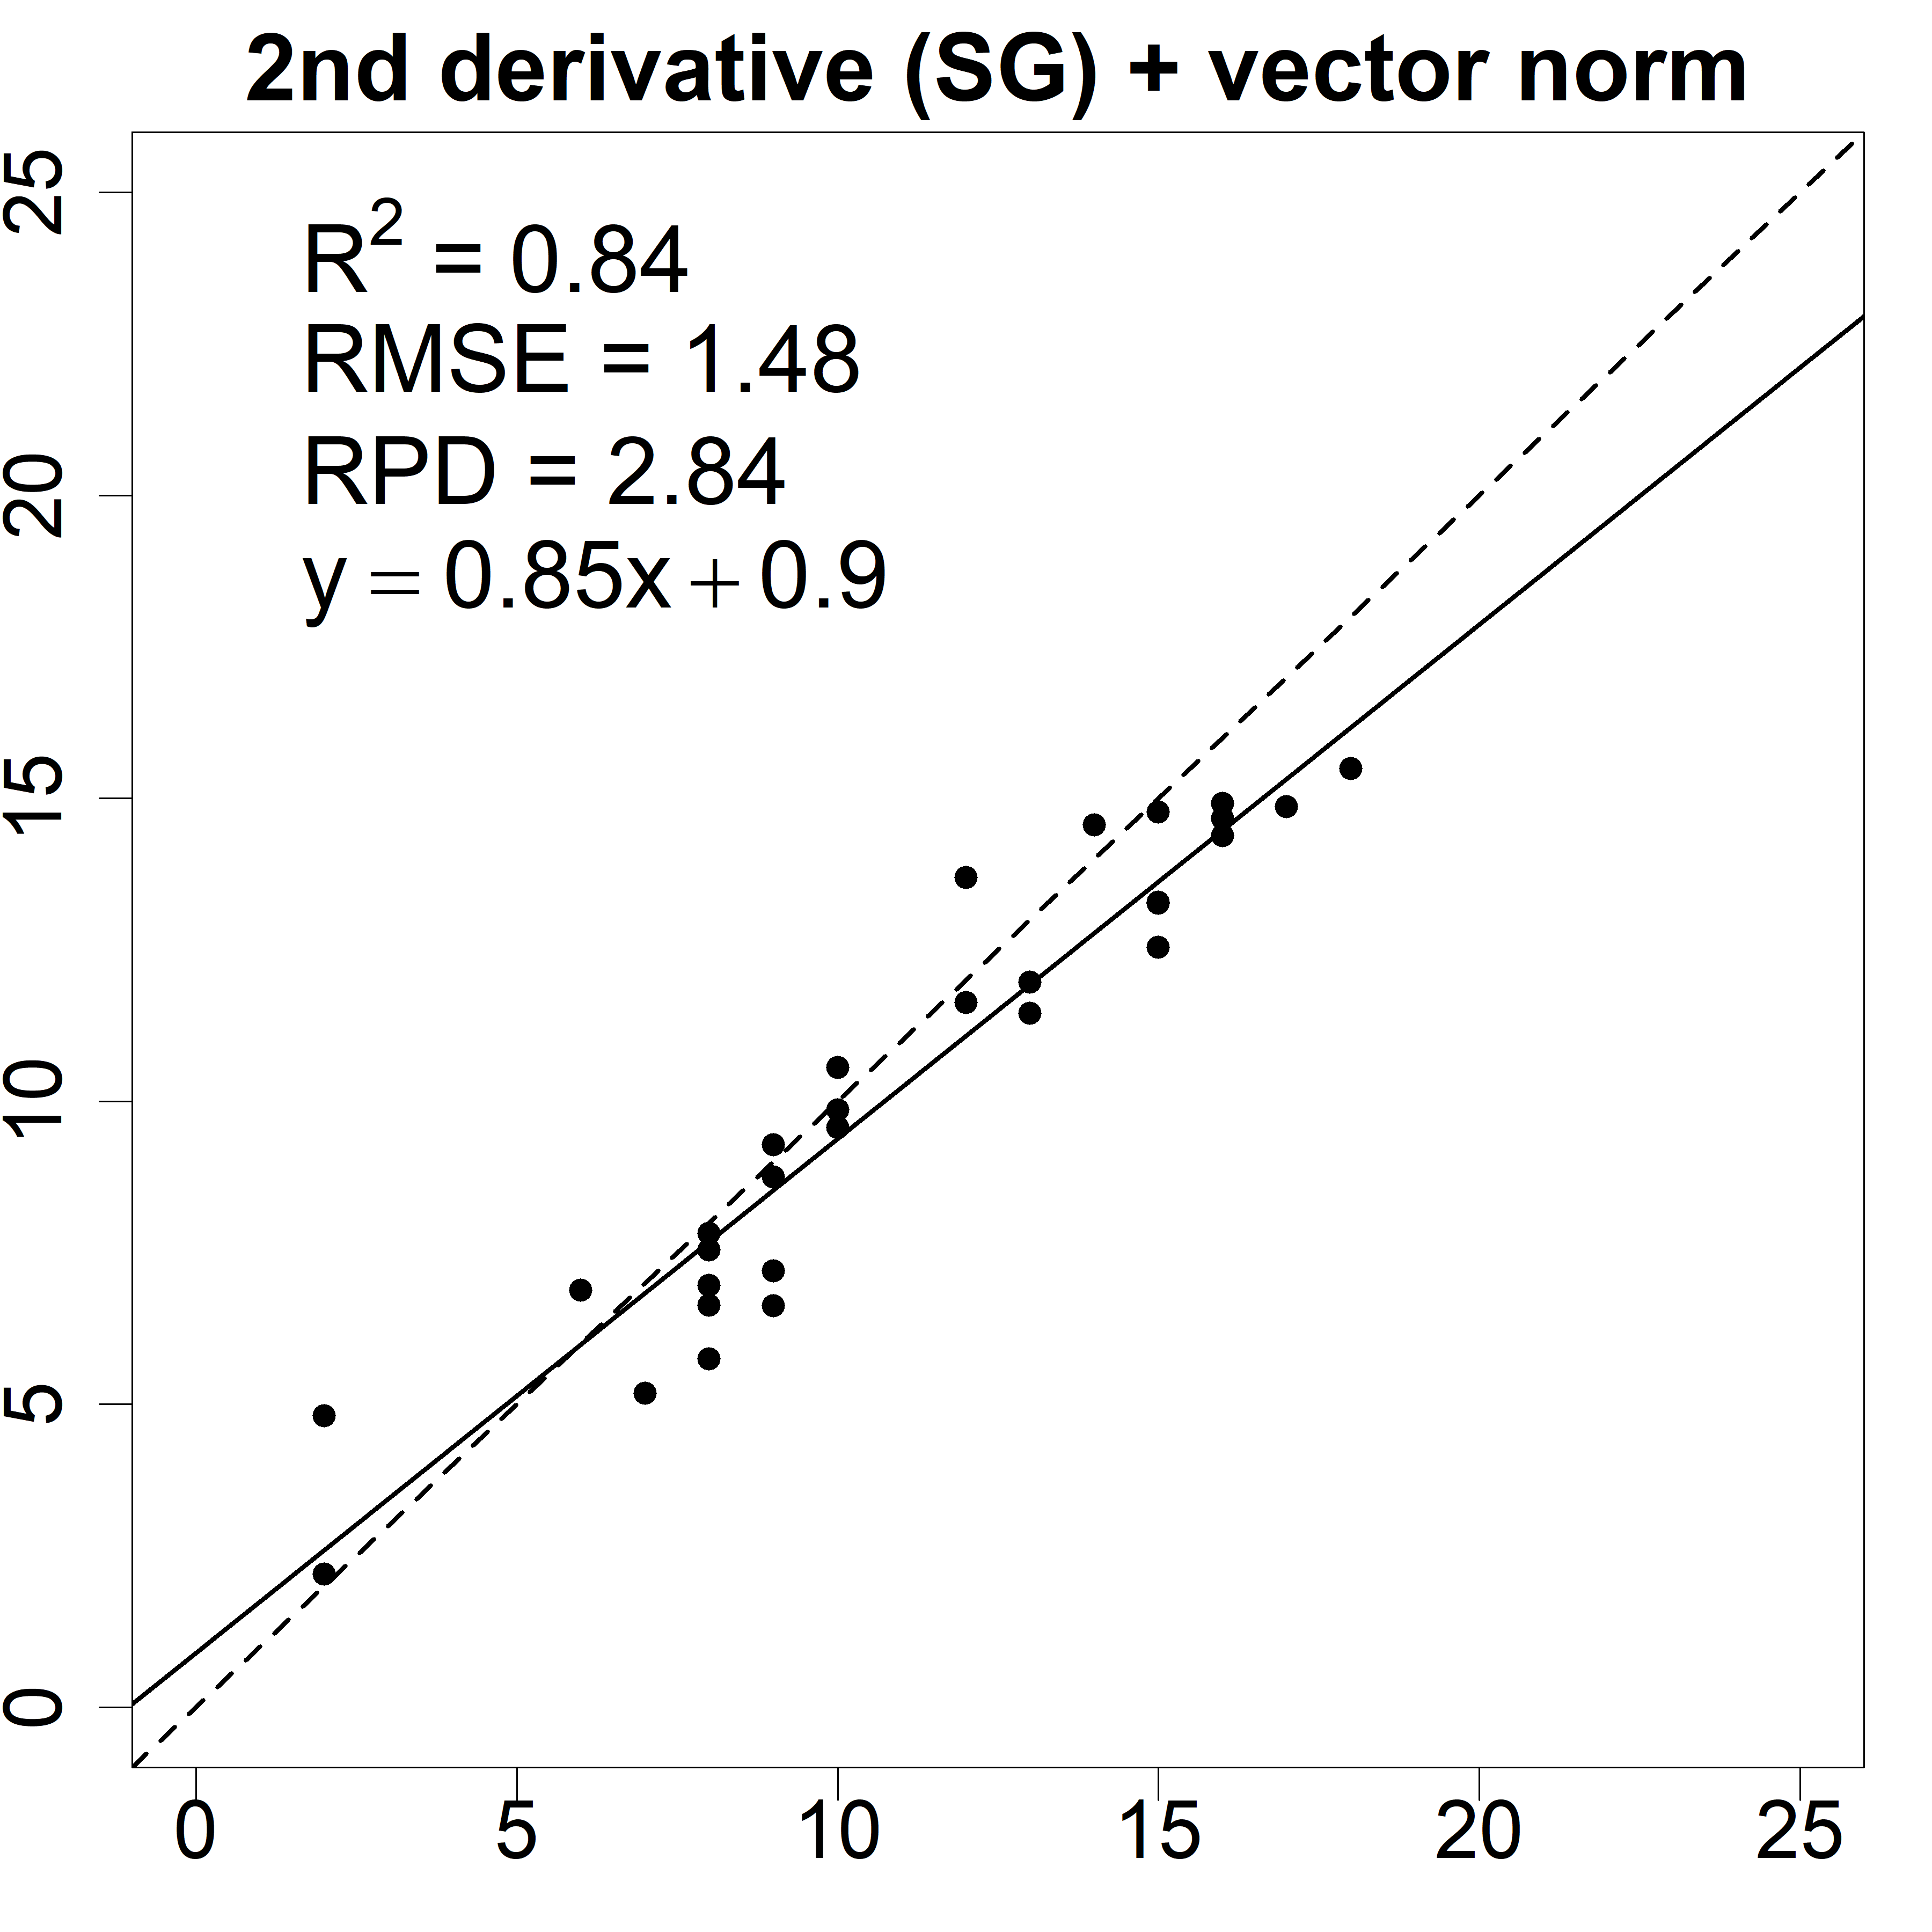 2nd derivative (SG) + vector norm
R² = 0.84
RMSE = 1.48
RPD = 2.84
y = 0.85x + 0.9
25
20
15
10
5
0
0 5 10 15 20 25